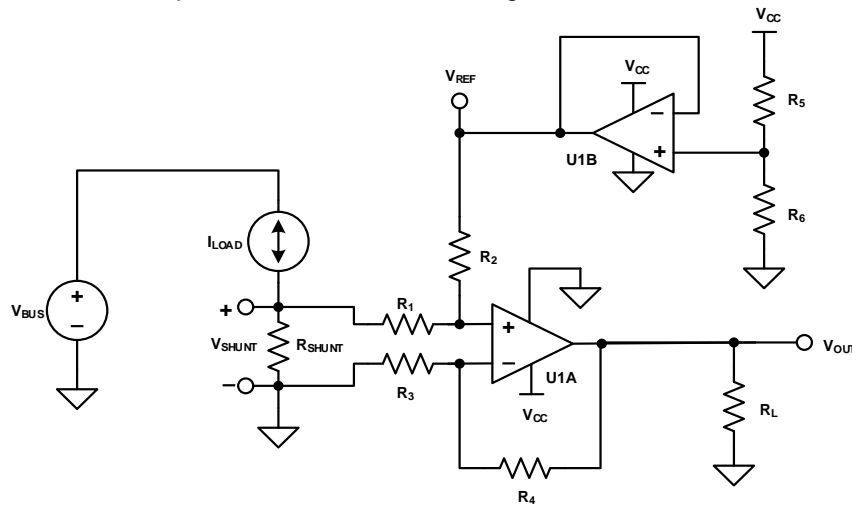 VCC
VREF
VCC
R5
−
+
U1B
R6
ILOAD
R2
VBUS
+
−
+
R1
+
VSHUNT
RSHUNT
−
VOUT
−
R3
U1A
VCC
RL
R4